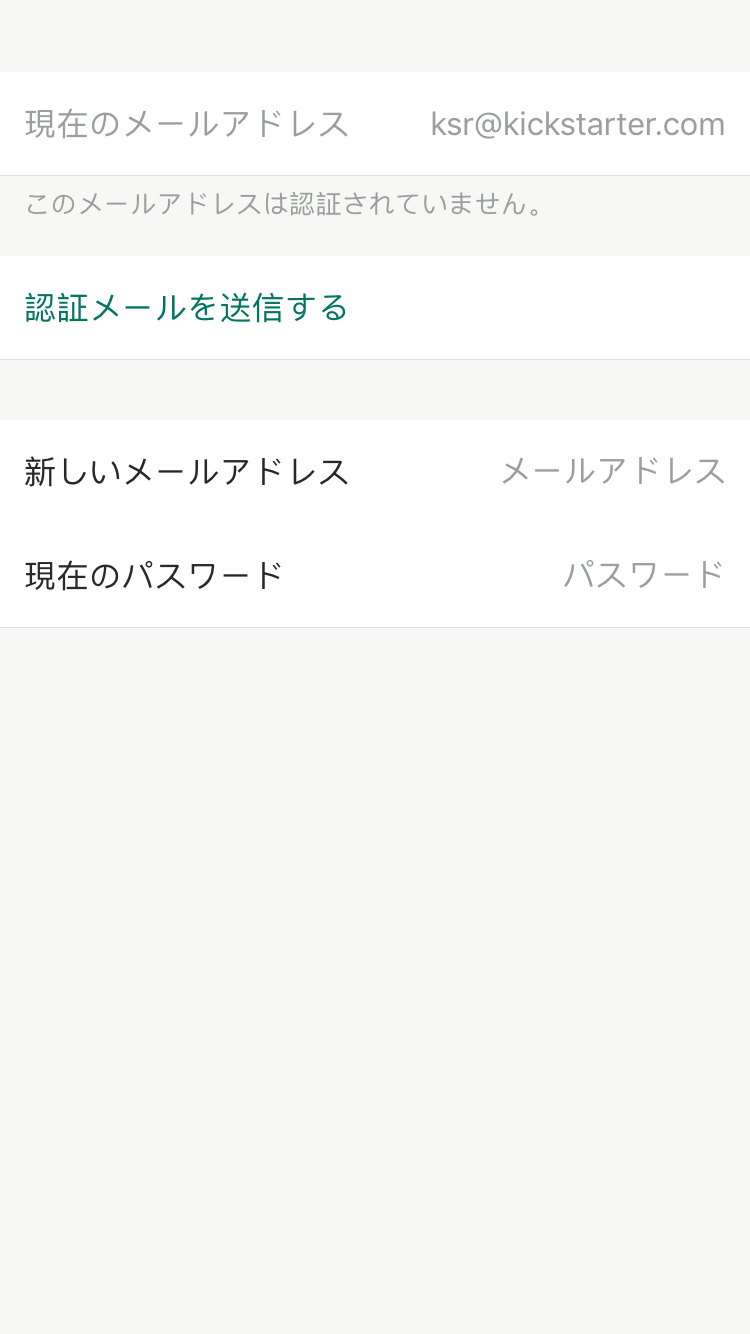 現在のメールアドレス ksr@kickstarter.com
このメールアドレスは認証されていません。
認証メールを送信する
新しいメールアドレス メールアドレス
現在のパスワード パスワード